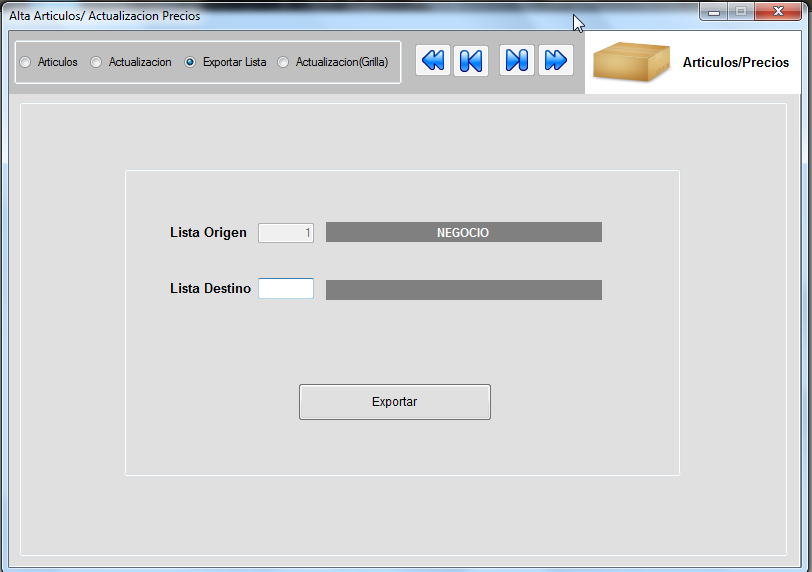 Alta Articulos/ Actualizacion Precios
Articulos Actualizacion Exportar Lista Actualizacion(Grilla)
Articulos/Precios
Lista Origen 1 NEGOCIO
Lista Destino
Exportar